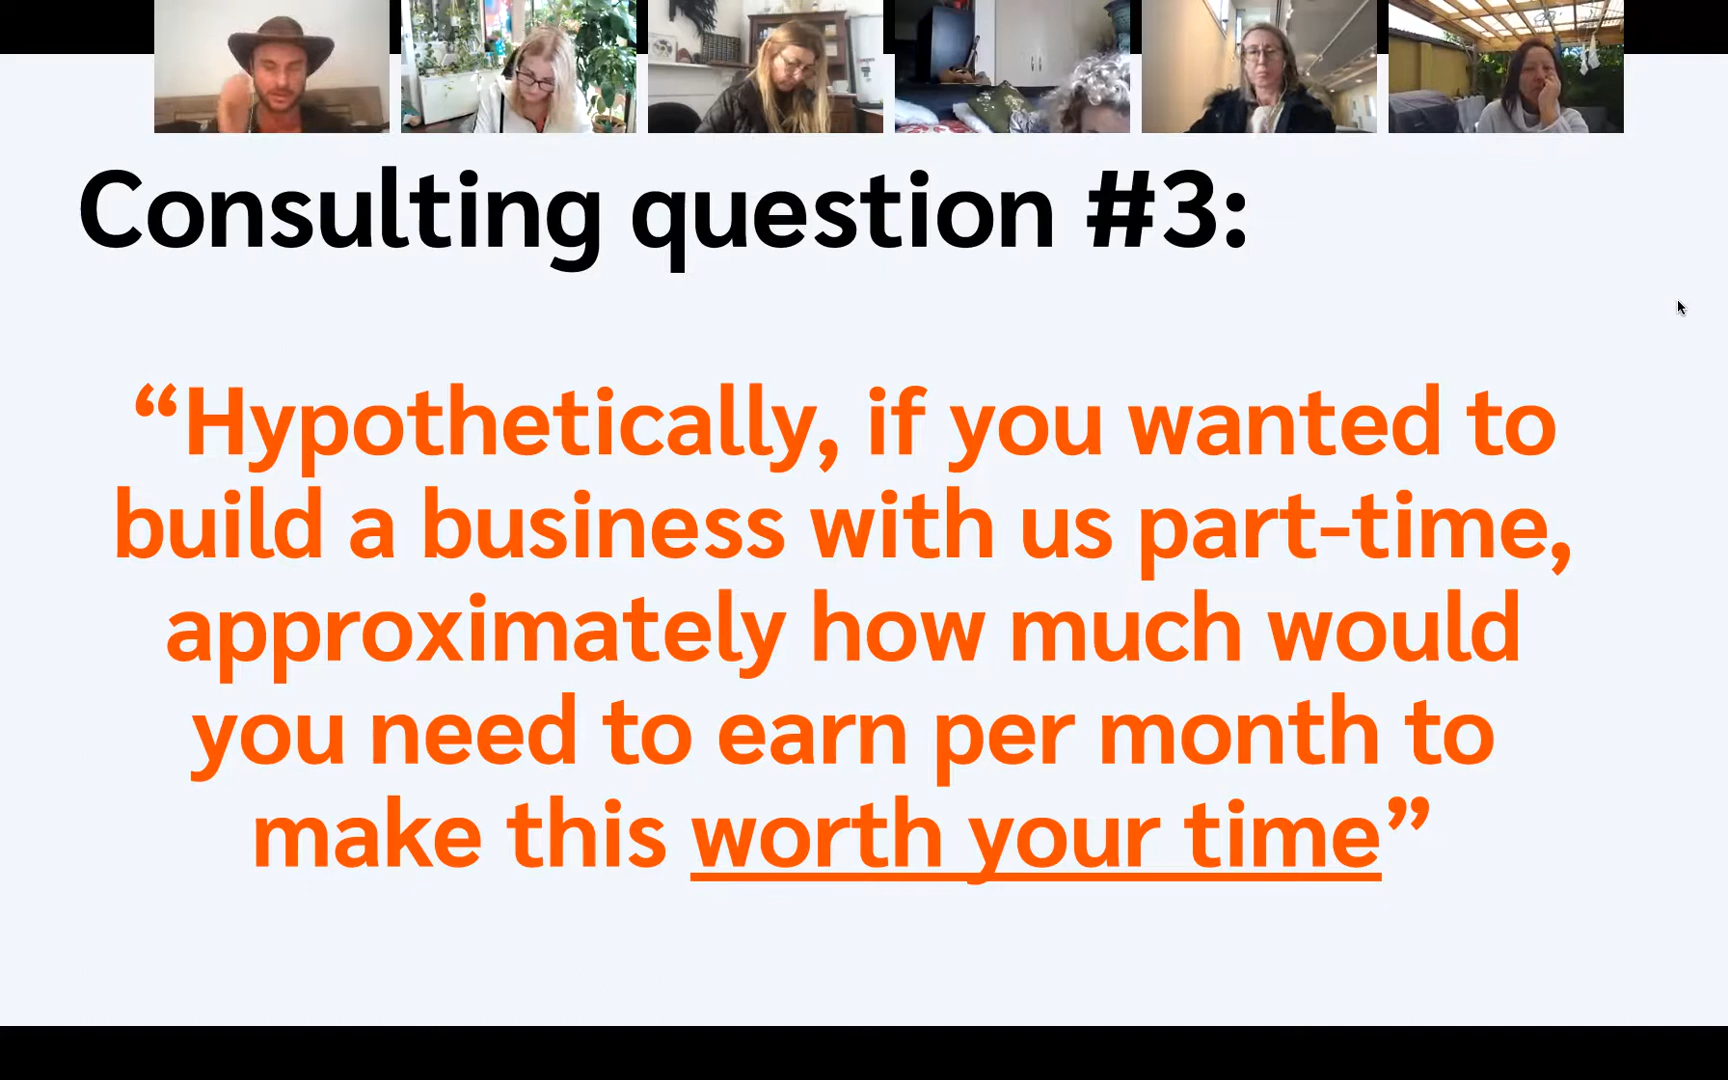 Consulting question #3:
“Hypothetically, if you wanted to
build a business with us part-time,
approximately how much would
you need to earn per month to
make this worth your time”